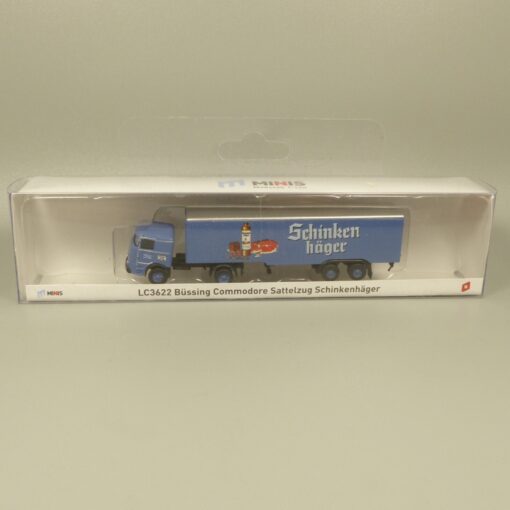 MINIS
Schinken
häger
MINIS
LC3622 Büssing Commodore Sattelzug Schinkenhäger